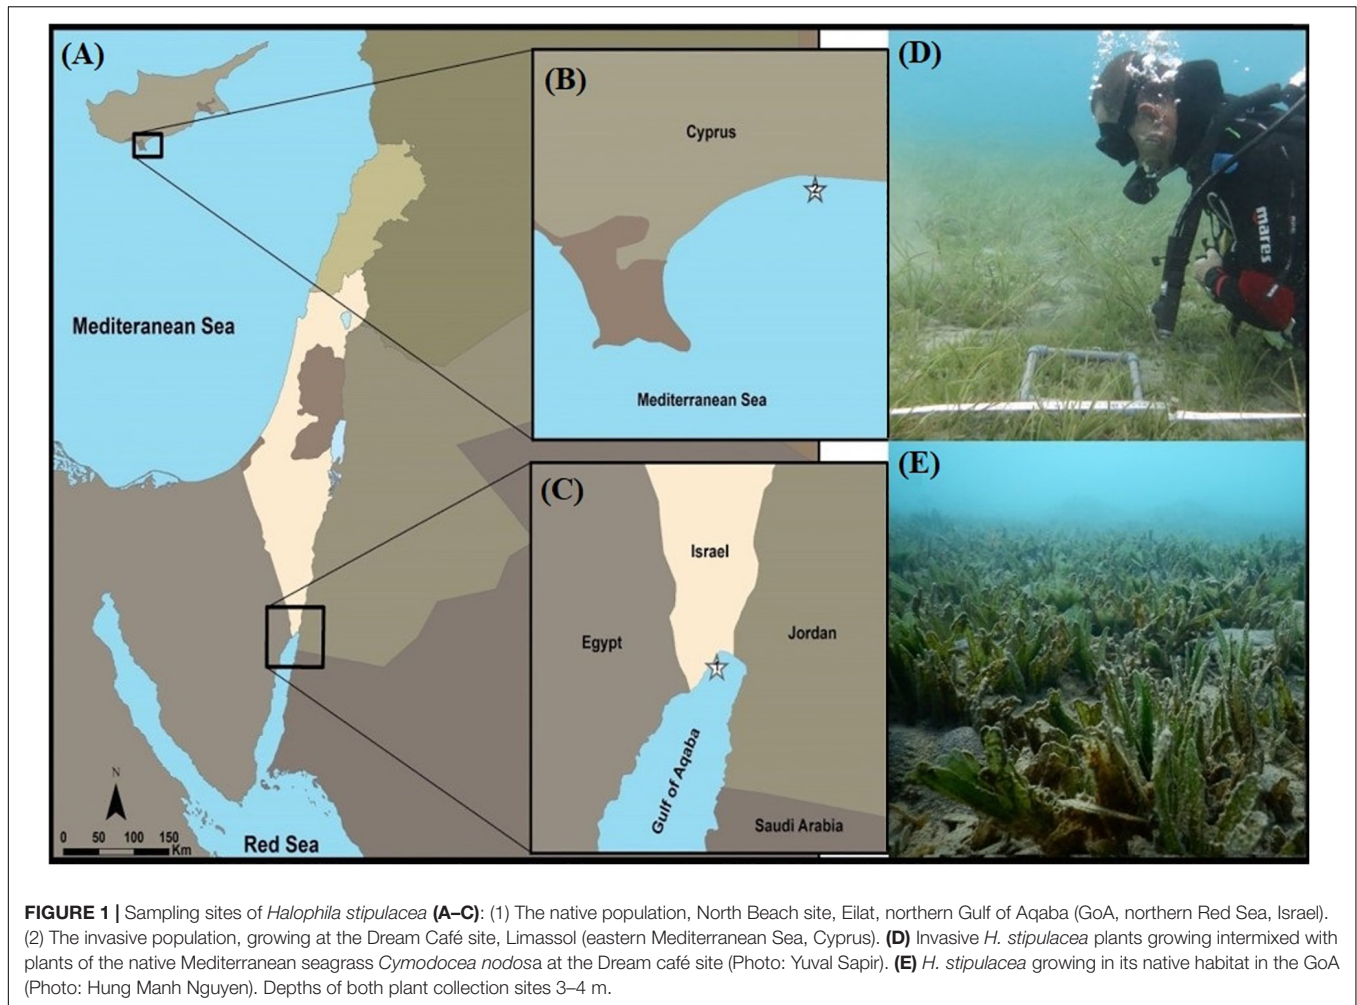 (A)
Mediteranean Sea
N
0 50 100 150
Km
Red Sea
(B)
Cyprus
2
Mediterranean Sea
(C)
Israel
Egypt
Jordan
1
Gulf of Aqaba
Saudi Arabia
(D)
mares
(E)
FIGURE 1 | Sampling sites of Halophila stipulacea (A–C): (1) The native population, North Beach site, Eilat, northern Gulf of Aqaba (GoA, northern Red Sea, Israel).
(2) The invasive population, growing at the Dream Café site, Limassol (eastern Mediterranean Sea, Cyprus). (D) Invasive H. stipulacea plants growing intermixed with
plants of the native Mediterranean seagrass Cymodocea nodosa at the Dream café site (Photo: Yuval Sapir). (E) H. stipulacea growing in its native habitat in the GoA
(Photo: Hung Manh Nguyen). Depths of both plant collection sites 3–4 m.